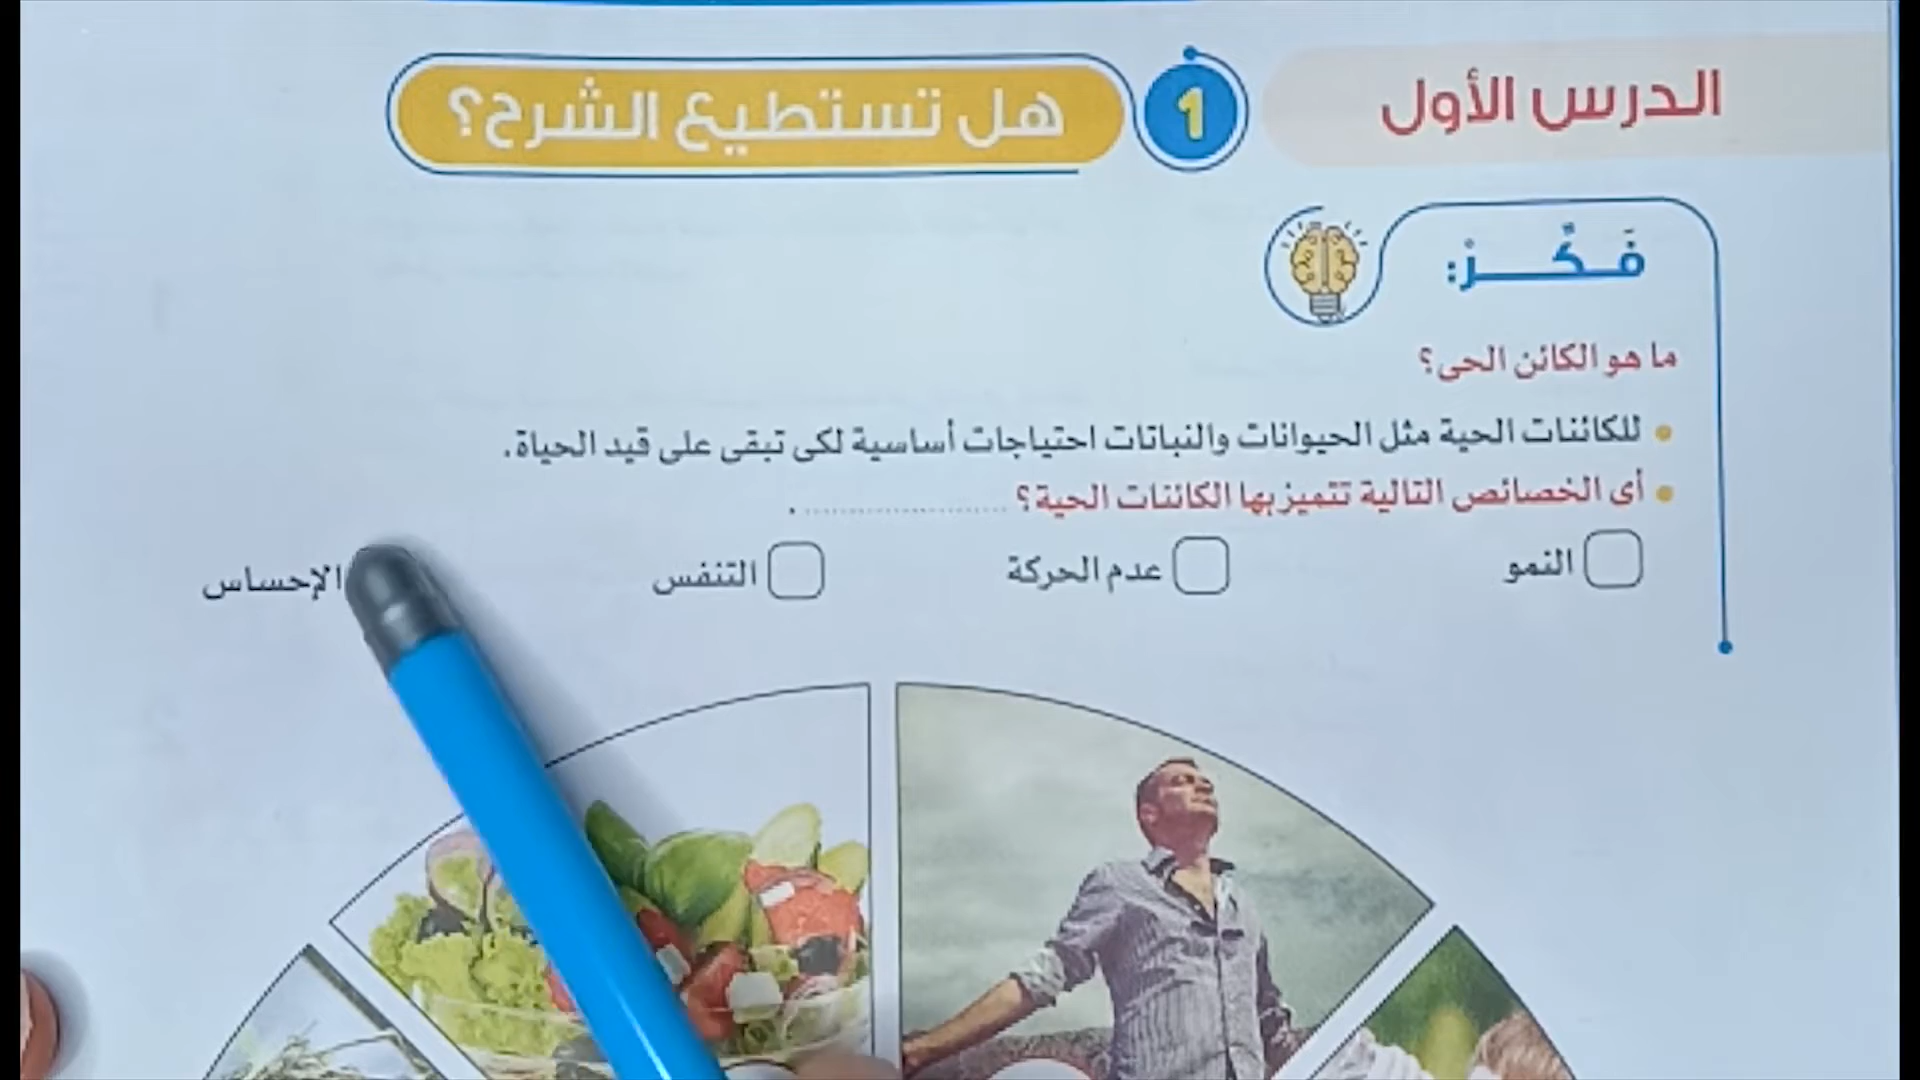 الدرس الأول
1
هل تستطيع الشرح؟
فَكِّرْ:
ما هو الكائن الحى؟
للكائنات الحية مثل الحيوانات والنباتات احتياجات أساسية لكى تبقى على قيد الحياة.
أى الخصائص التالية تتميز بها الكائنات الحية؟ .................... .
النمو عدم الحركة التنفس الإحساس